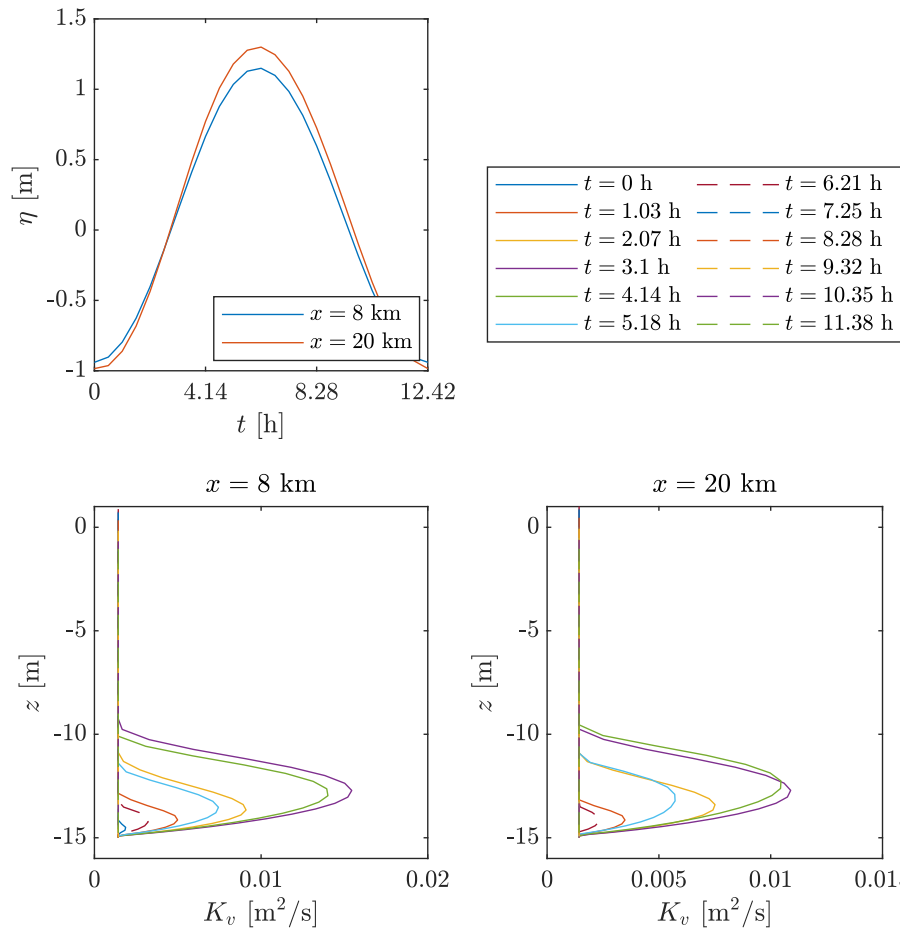 1.5
1
0.5
0
-0.5
-1
η [m]
x = 8 km
x = 20 km
0 4.14 8.28 12.42
t [h]
t = 0 h t = 6.21 h
t = 1.03 h t = 7.25 h
t = 2.07 h t = 8.28 h
t = 3.1 h t = 9.32 h
t = 4.14 h t = 10.35 h
t = 5.18 h t = 11.38 h
x = 8 km
0
-5
-10
-15
z [m]
0 0.01 0.02
K_v [m²/s]
x = 20 km
0
-5
-10
-15
z [m]
0 0.005 0.01
K_v [m²/s]